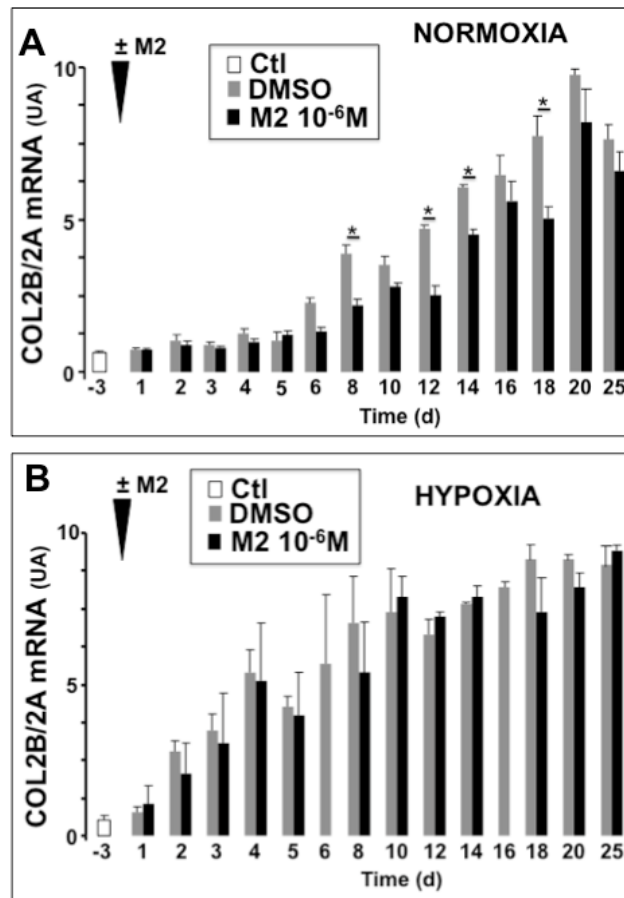 A
± M2
NORMOXIA
Ctl
DMSO
M2 10⁻⁶M
COL2B/2A mRNA (UA)
10
5
0
* * * *
-3 1 2 3 4 5 6 8 10 12 14 16 18 20 25
Time (d)
B
± M2
HYPOXIA
Ctl
DMSO
M2 10⁻⁶M
COL2B/2A mRNA (UA)
10
5
0
-3 1 2 3 4 5 6 8 10 12 14 16 18 20 25
Time (d)